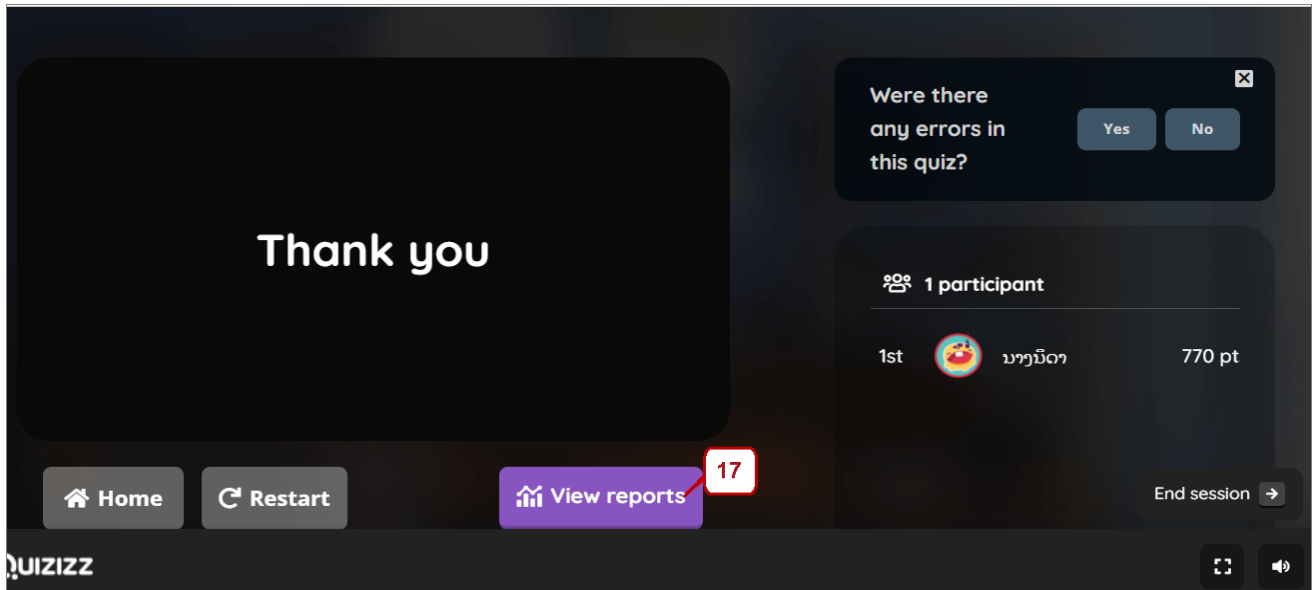 Thank you
Were there
any errors in
this quiz?
Yes
No
1 participant
1st
ນາງນິດາ
770 pt
Home
Restart
View reports
17
End session
QUIZIZZ